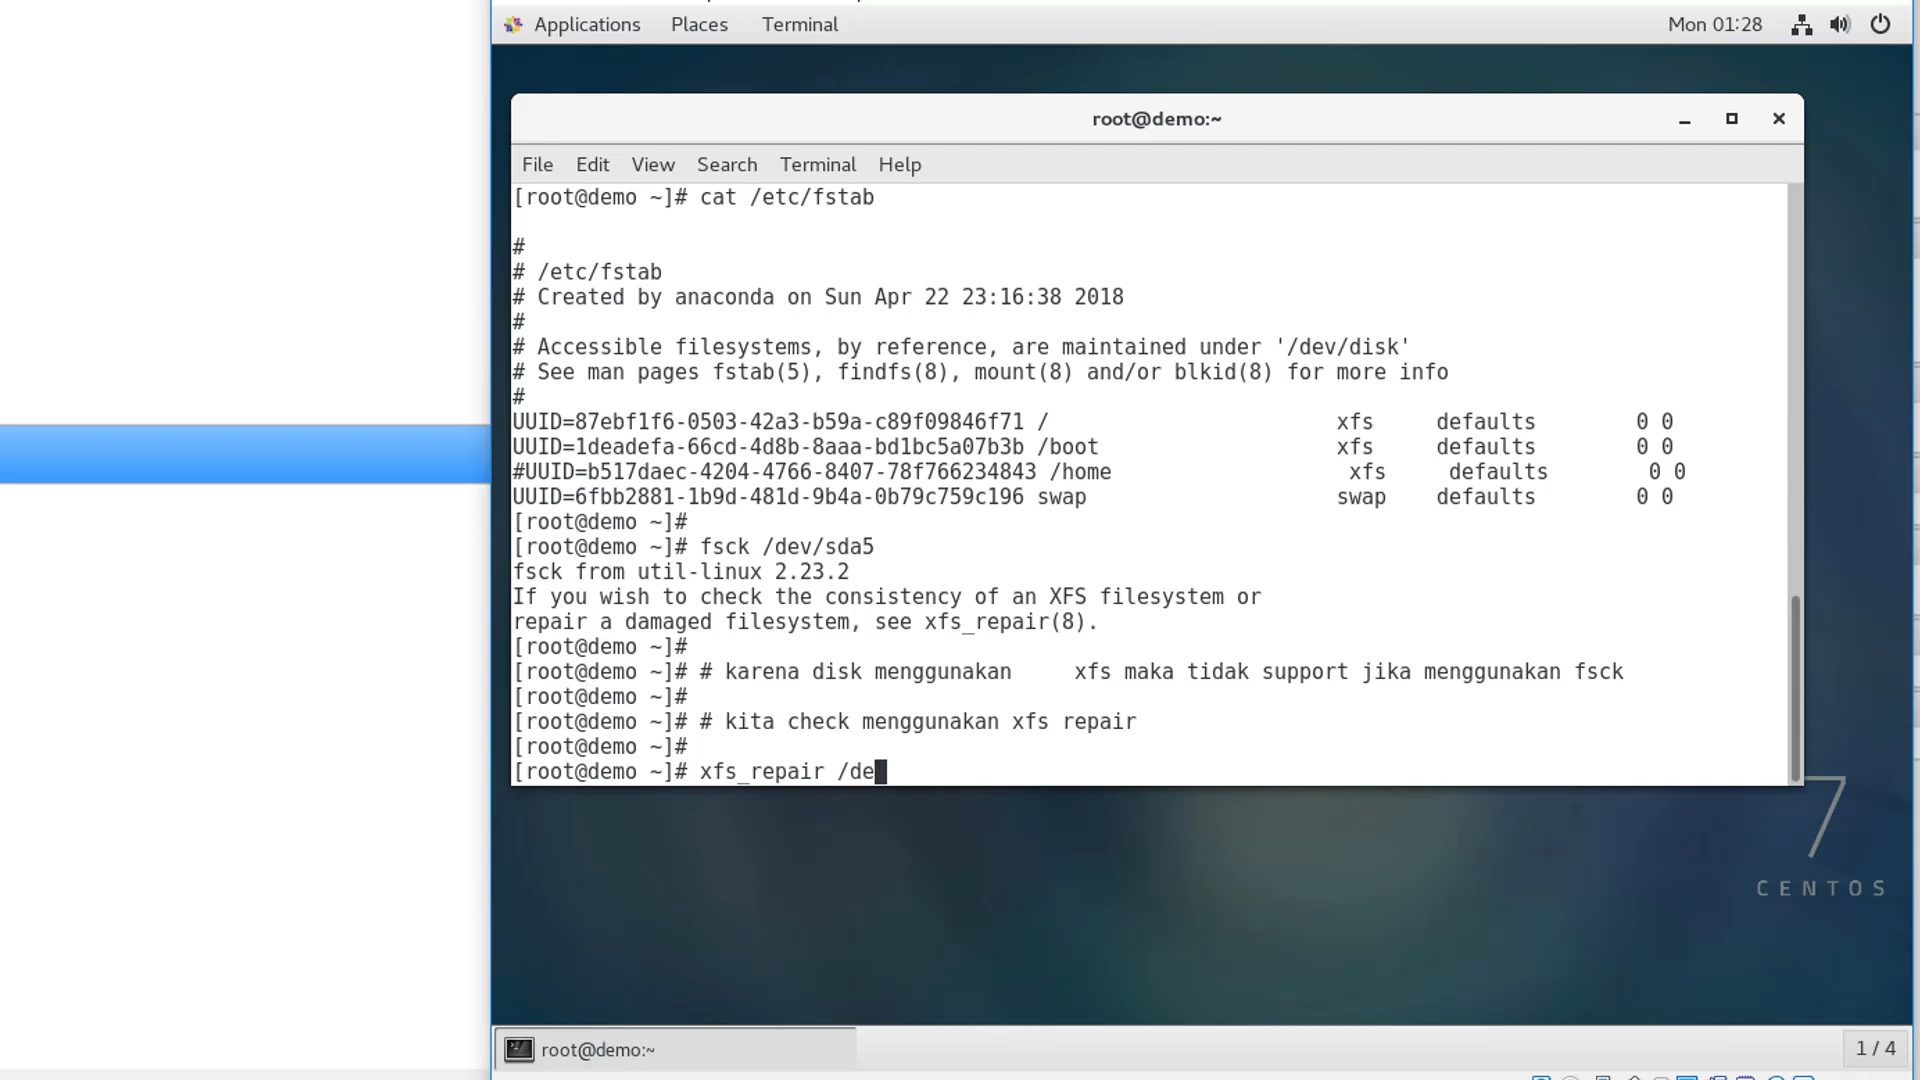 Applications Places Terminal Mon 01:28
root@demo:~
File Edit View Search Terminal Help
[root@demo ~]# cat /etc/fstab
#
# /etc/fstab
# Created by anaconda on Sun Apr 22 23:16:38 2018
#
# Accessible filesystems, by reference, are maintained under '/dev/disk'
# See man pages fstab(5), findfs(8), mount(8) and/or blkid(8) for more info
#
UUID=87ebf1f6-0503-42a3-b59a-c89f09846f71 / xfs defaults 0 0
UUID=1deadefa-66cd-4d8b-8aaa-bd1bc5a07b3b /boot xfs defaults 0 0
#UUID=b517daec-4204-4766-8407-78f766234843 /home xfs defaults 0 0
UUID=6fbb2881-1b9d-481d-9b4a-0b79c759c196 swap swap defaults 0 0
[root@demo ~]#
[root@demo ~]# fsck /dev/sda5
fsck from util-linux 2.23.2
If you wish to check the consistency of an XFS filesystem or
repair a damaged filesystem, see xfs_repair(8).
[root@demo ~]#
[root@demo ~]# # karena disk menggunakan xfs maka tidak support jika menggunakan fsck
[root@demo ~]#
[root@demo ~]# # kita check menggunakan xfs repair
[root@demo ~]#
[root@demo ~]# xfs_repair /de
7
CENTOS
root@demo:~ 1 / 4